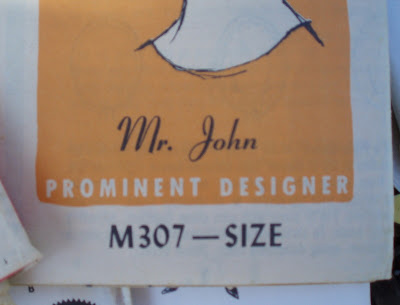 Mr. John
PROMINENT DESIGNER
M307—SIZE
B